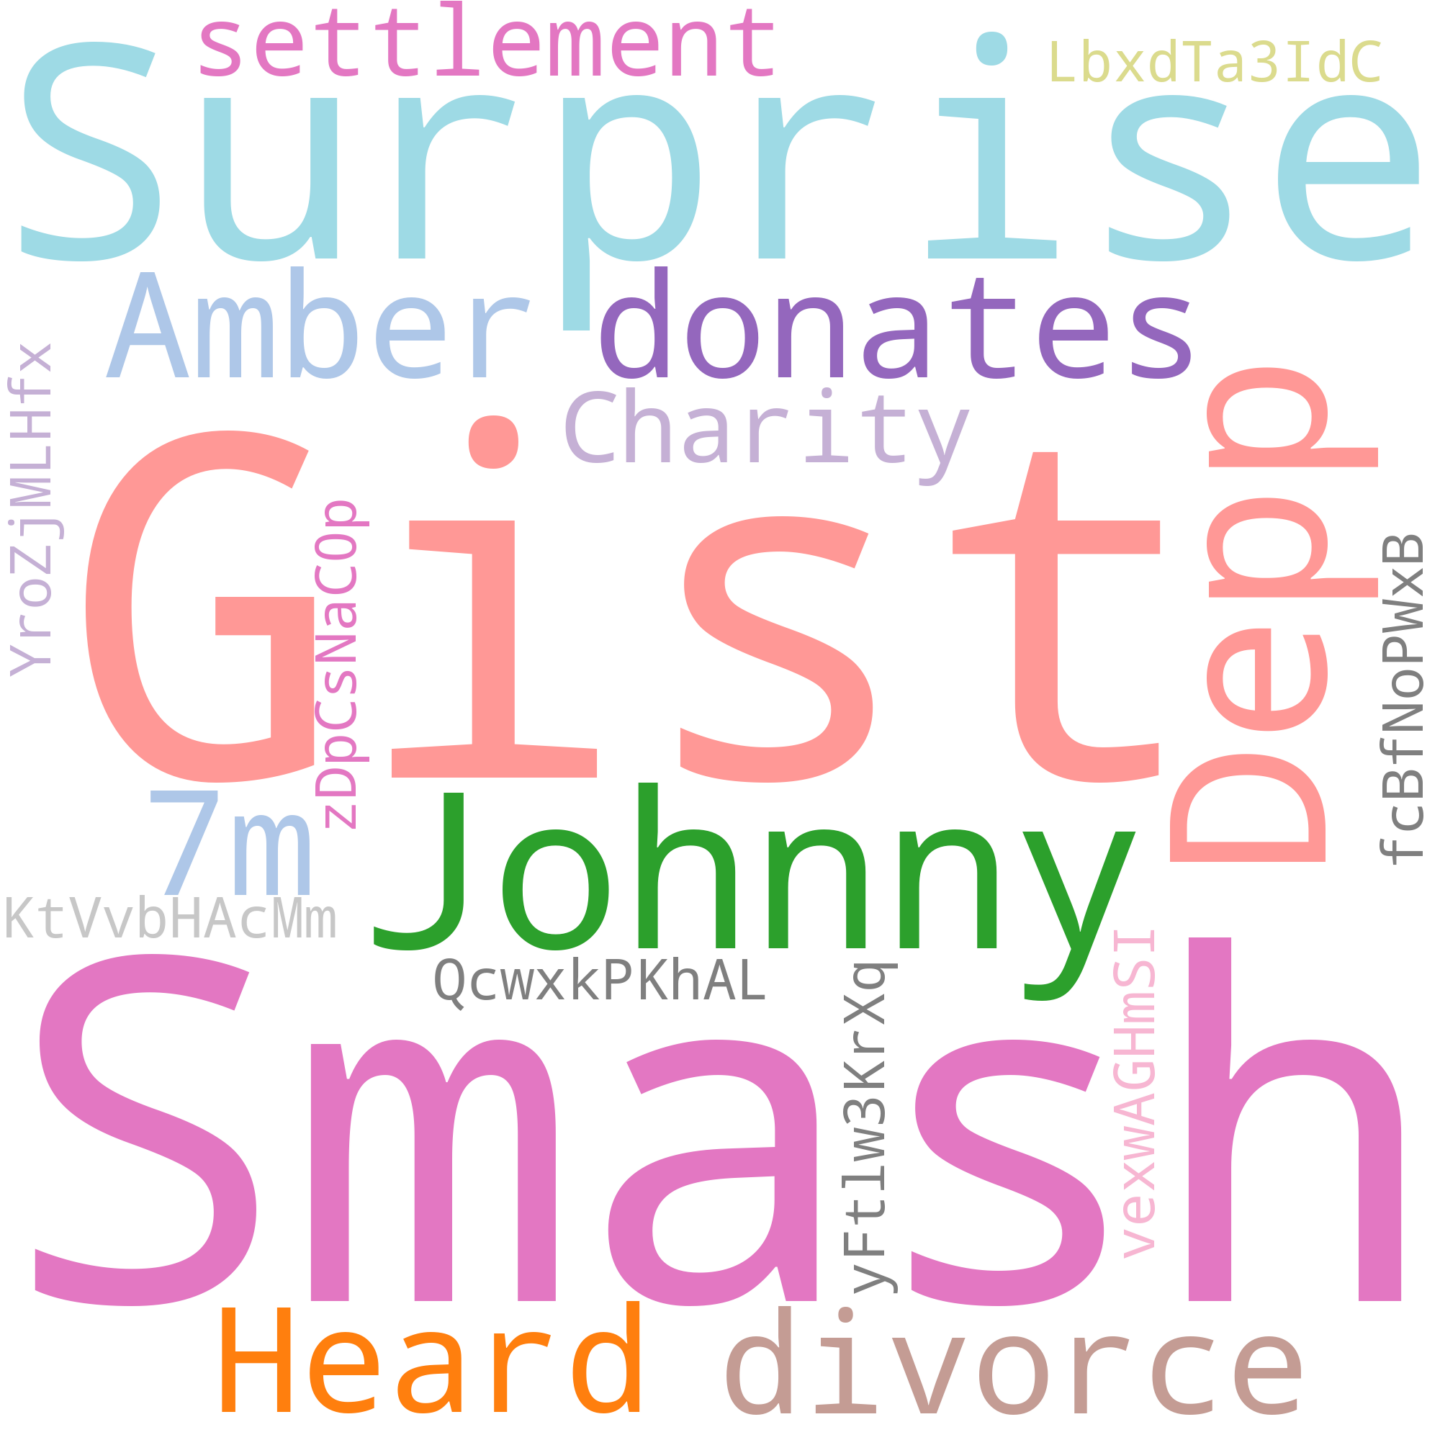 settlement
LbxdTa3IdC
Surprise
Amber
donates
Charity
YroZjMLHfx
Gist
zDpCsNaCOp
Depp
fcBfNoPWxB
7m
Johnny
KtVvbHAcMm
QcwxkPKhAL
yFtlw3KrXq
vexwAGHmSI
Smash
Heard
divorce